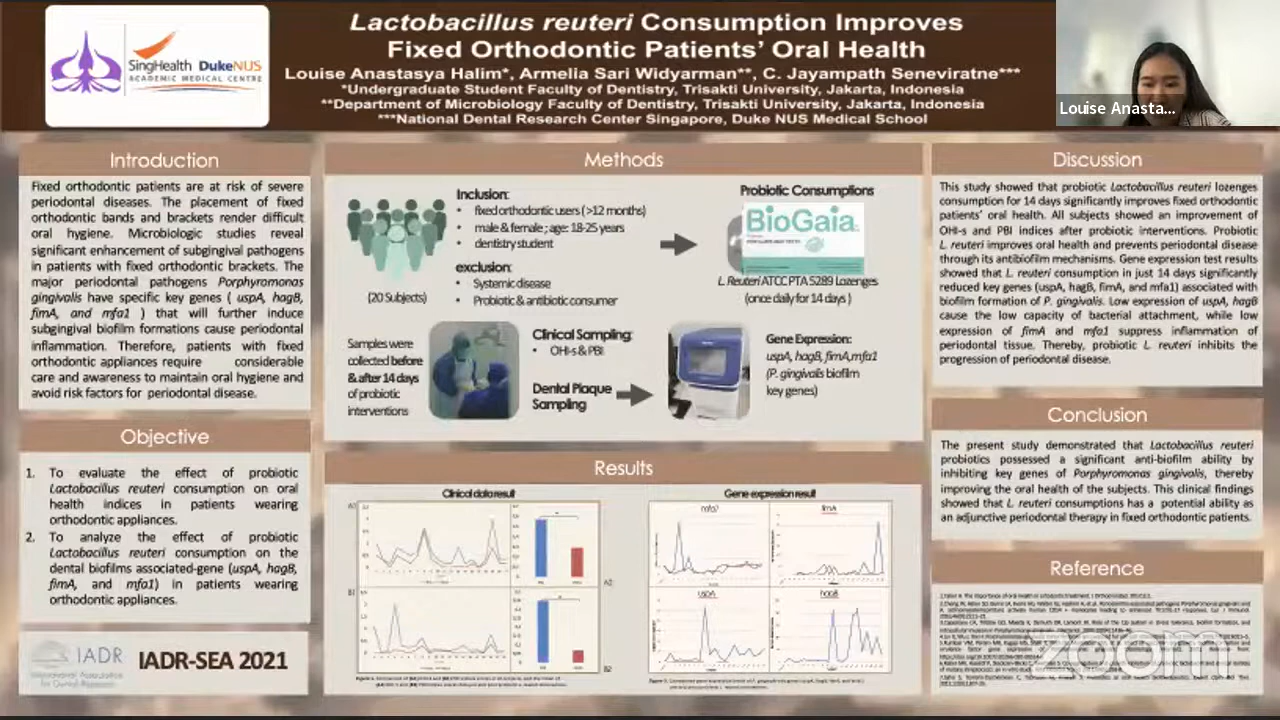 SingHealth DukeNUS
ACADEMIC MEDICAL CENTRE
Lactobacillus reuteri Consumption Improves
Fixed Orthodontic Patients' Oral Health
Louise Anastasya Halim*, Armelia Sari Widyarman**, C. Jayampath Seneviratne***
*Undergraduate Student Faculty of Dentistry, Trisakti University, Jakarta, Indonesia
**Department of Microbiology Faculty of Dentistry, Trisakti University, Jakarta, Indonesia
***National Dental Research Center Singapore, Duke NUS Medical School
Louise Anasta...
Introduction
Fixed orthodontic patients are at risk of severe
periodontal diseases. The placement of fixed
orthodontic bands and brackets render difficult
oral hygiene. Microbiologic studies reveal
significant enhancement of subgingival pathogens
in patients with fixed orthodontic brackets. The
major periodontal pathogens Porphyromonas
gingivalis have specific key genes ( uspA, hagB,
fimA, and mfa1 ) that will further induce
subgingival biofilm formations cause periodontal
inflammation. Therefore, patients with fixed
orthodontic appliances require considerable
care and awareness to maintain oral hygiene and
avoid risk factors for periodontal disease.
Objective
1. To evaluate the effect of probiotic
Lactobacillus reuteri consumption on oral
health indices in patients wearing
orthodontic appliances.
2. To analyze the effect of probiotic
Lactobacillus reuteri consumption on the
dental biofilms associated-gene (uspA, hagB,
fimA, and mfa1) in patients wearing
orthodontic appliances.
IADR
International Association
for Dental Research
IADR-SEA 2021
Methods
(20 Subjects)
Inclusion:
• fixed orthodontic users ( >12 months)
• male & female ; age: 18-25 years
• dentistry student
exclusion:
• Systemic disease
• Probiotic & antibiotic consumer
Probiotic Consumptions
BioGaia
L. Reuteri ATCC PTA 5289 Lozenges
(once daily for 14 days )
Samples were
collected before
& after 14 days
of probiotic
interventions
Clinical Sampling:
• OHI-s & PBI
Dental Plaque
Sampling
Gene Expression:
uspA, hagB, fimA,mfa1
(P. gingivalis biofilm
key genes)
Results
Clinical data result
A1
A2
B1
B2
Gene expression result
mfa1
fimA
uspA
hagB
Discussion
This study showed that probiotic Lactobacillus reuteri lozenges
consumption for 14 days significantly improves fixed orthodontic
patients' oral health. All subjects showed an improvement of
OHI-s and PBI indices after probiotic interventions. Probiotic
L. reuteri improves oral health and prevents periodontal disease
through its antibiofilm mechanisms. Gene expression test results
showed that L. reuteri consumption in just 14 days significantly
reduced key genes (uspA, hagB, fimA, and mfa1) associated with
biofilm formation of P. gingivalis. Low expression of uspA, hagB
cause the low capacity of bacterial attachment, while low
expression of fimA and mfa1 suppress inflammation of
periodontal tissue. Thereby, probiotic L. reuteri inhibits the
progression of periodontal disease.
Conclusion
The present study demonstrated that Lactobacillus reuteri
probiotics possessed a significant anti-biofilm ability by
inhibiting key genes of Porphyromonas gingivalis, thereby
improving the oral health of the subjects. This clinical findings
showed that L. reuteri consumptions has a potential ability as
an adjunctive periodontal therapy in fixed orthodontic patients.
Reference
zoom